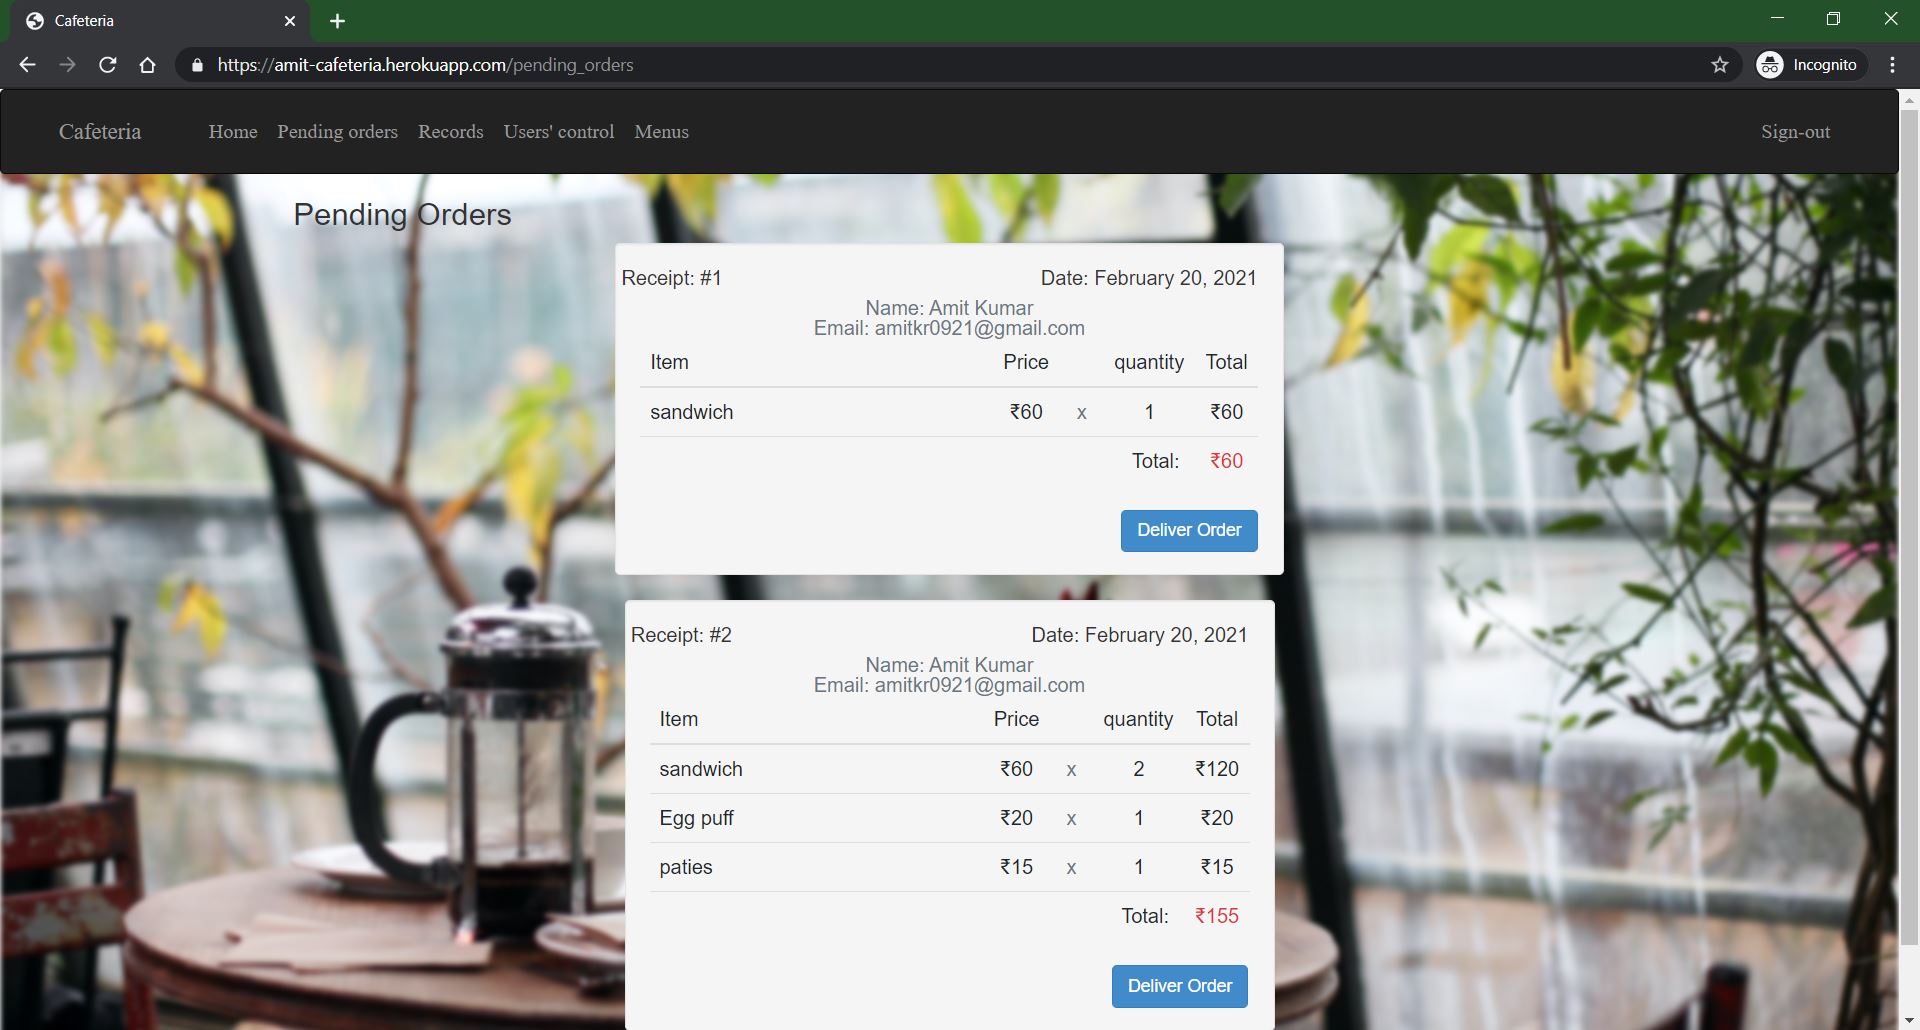 Cafeteria
https://amit-cafeteria.herokuapp.com/pending_orders
Incognito
Cafeteria Home Pending orders Records Users' control Menus Sign-out
Pending Orders
Receipt: #1 Date: February 20, 2021
Name: Amit Kumar
Email: amitkr0921@gmail.com
Item Price quantity Total
sandwich ₹60 x 1 ₹60
Total: ₹60
Deliver Order
Receipt: #2 Date: February 20, 2021
Name: Amit Kumar
Email: amitkr0921@gmail.com
Item Price quantity Total
sandwich ₹60 x 2 ₹120
Egg puff ₹20 x 1 ₹20
paties ₹15 x 1 ₹15
Total: ₹155
Deliver Order